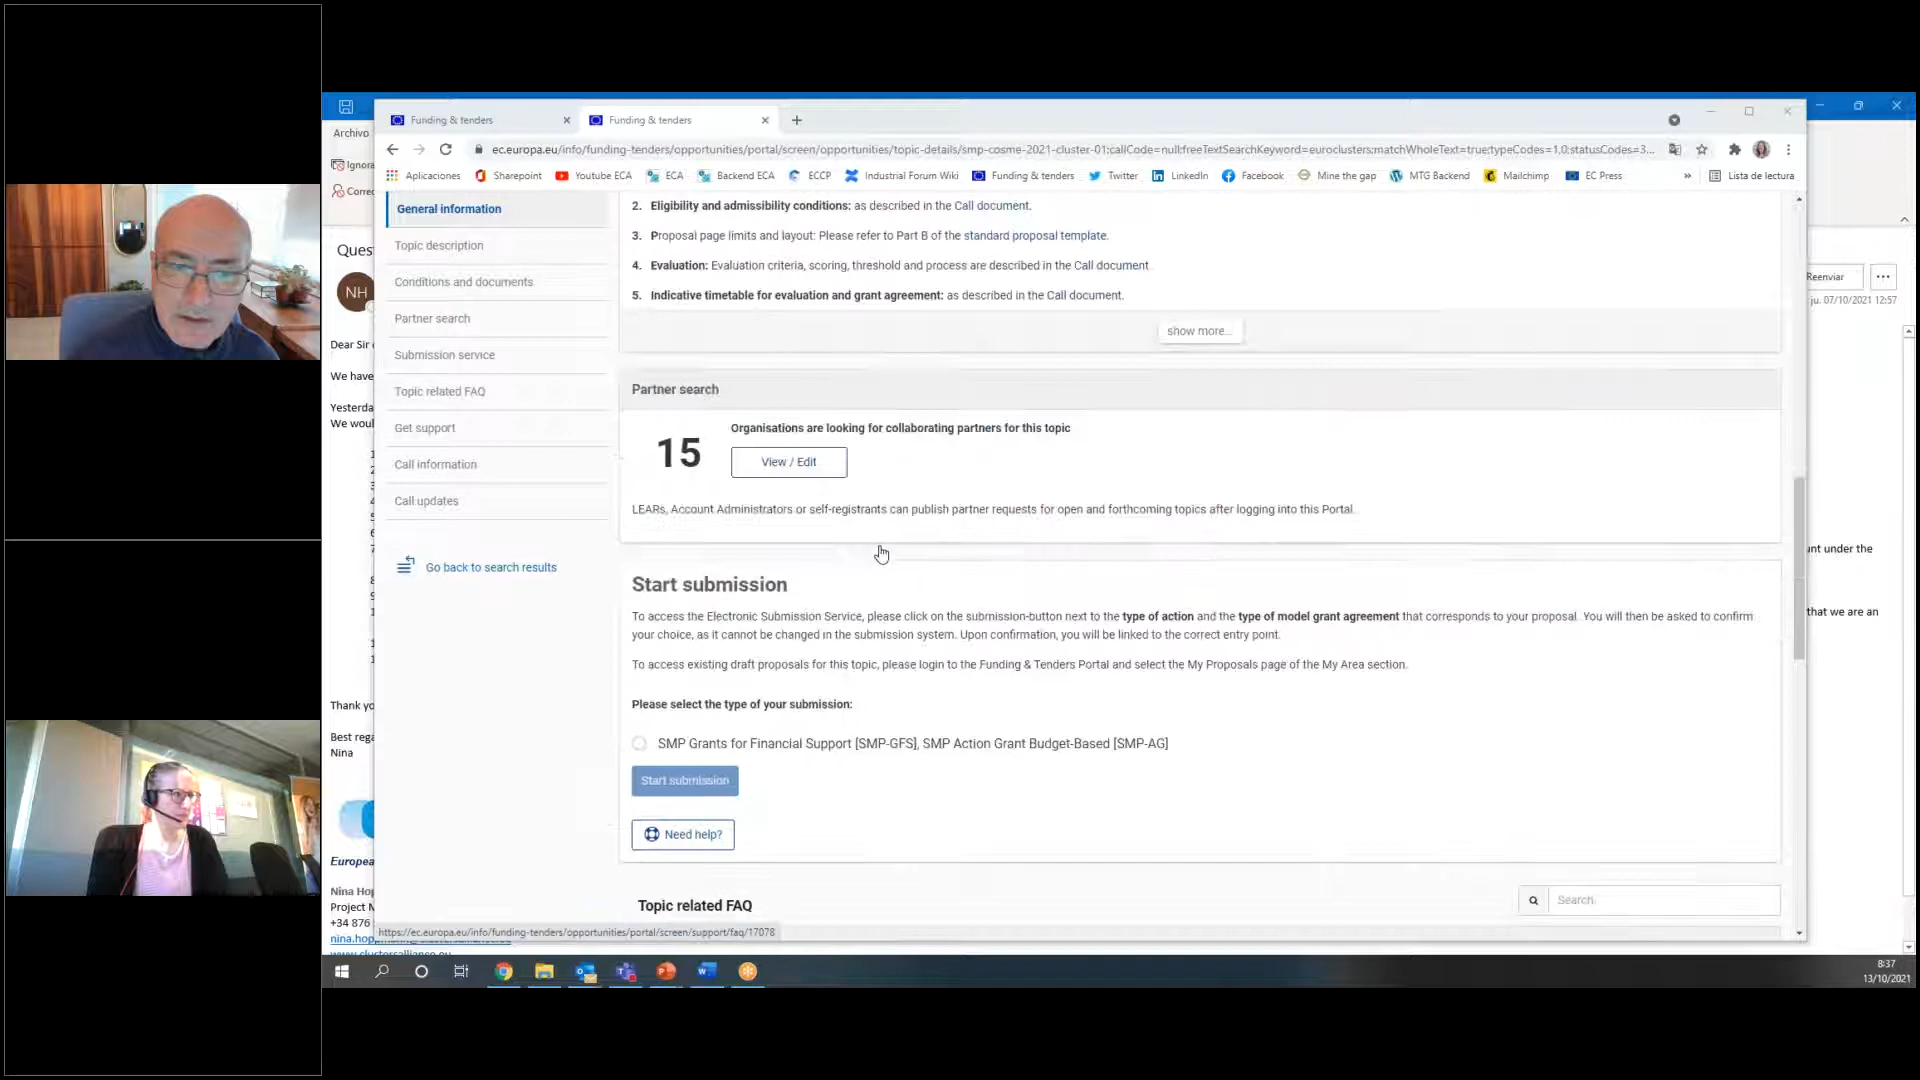 Archivo
Ignora
Correo
Ques
NH
Dear Sir
We have
Yesterda
We woul
Thank yo
Best rega
Nina
Europea
Nina Hop
Project M
+34 876
nina.hop
Funding & tenders
Funding & tenders
ec.europa.eu/info/funding-tenders/opportunities/portal/screen/opportunities/topic-details/smp-cosme-2021-cluster-01;callCode=null;freeTextSearchKeyword=euroclusters;matchWholeText=true;typeCodes=1,0;statusCodes=3...
Aplicaciones Sharepoint Youtube ECA ECA Backend ECA ECCP Industrial Forum Wiki Funding & tenders Twitter LinkedIn Facebook Mine the gap MTG Backend Mailchimp EC Press » Lista de lectura
General information
Topic description
Conditions and documents
Partner search
Submission service
Topic related FAQ
Get support
Call information
Call updates
Go back to search results
2. Eligibility and admissibility conditions: as described in the Call document.
3. Proposal page limits and layout: Please refer to Part B of the standard proposal template.
4. Evaluation: Evaluation criteria, scoring, threshold and process are described in the Call document
5. Indicative timetable for evaluation and grant agreement: as described in the Call document.
show more...
Partner search
15
Organisations are looking for collaborating partners for this topic
View / Edit
LEARs, Account Administrators or self-registrants can publish partner requests for open and forthcoming topics after logging into this Portal.
Start submission
To access the Electronic Submission Service, please click on the submission-button next to the type of action and the type of model grant agreement that corresponds to your proposal. You will then be asked to confirm
your choice, as it cannot be changed in the submission system. Upon confirmation, you will be linked to the correct entry point.
To access existing draft proposals for this topic, please login to the Funding & Tenders Portal and select the My Proposals page of the My Area section.
Please select the type of your submission:
SMP Grants for Financial Support [SMP-GFS], SMP Action Grant Budget-Based [SMP-AG]
Start submission
Need help?
Topic related FAQ
Search.
https://ec.europa.eu/info/funding-tenders/opportunities/portal/screen/support/faq/17078
Reenviar
ju. 07/10/2021 12:57
unt under the
that we are an
8:37
13/10/2021